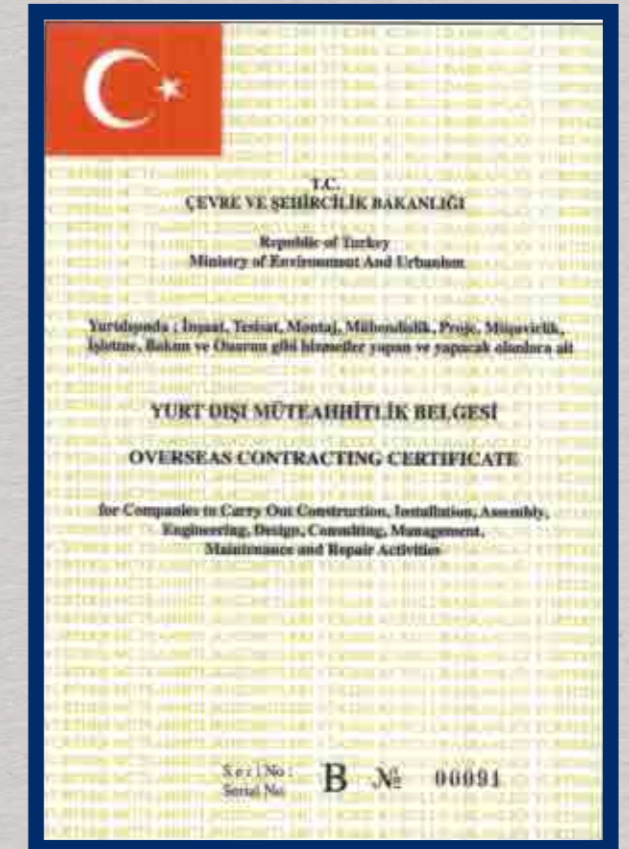 T.C.
ÇEVRE VE ŞEHİRCİLİK BAKANLIĞI
Republic of Turkey
Ministry of Environment And Urbanism
Yurtdışında ; İnşaat, Tesisat, Montaj, Mühendislik, Proje, Müşavirlik,
İşletme, Bakım ve Onarım gibi hizmetler yapan ve yapacak olanlara ait
YURT DIŞI MÜTEAHHİTLİK BELGESİ
OVERSEAS CONTRACTING CERTIFICATE
for Companies to Carry Out Construction, Installation, Assembly,
Engineering, Design, Consulting, Management,
Maintenance and Repair Activities
Seri No :
Serial No
B № 00091